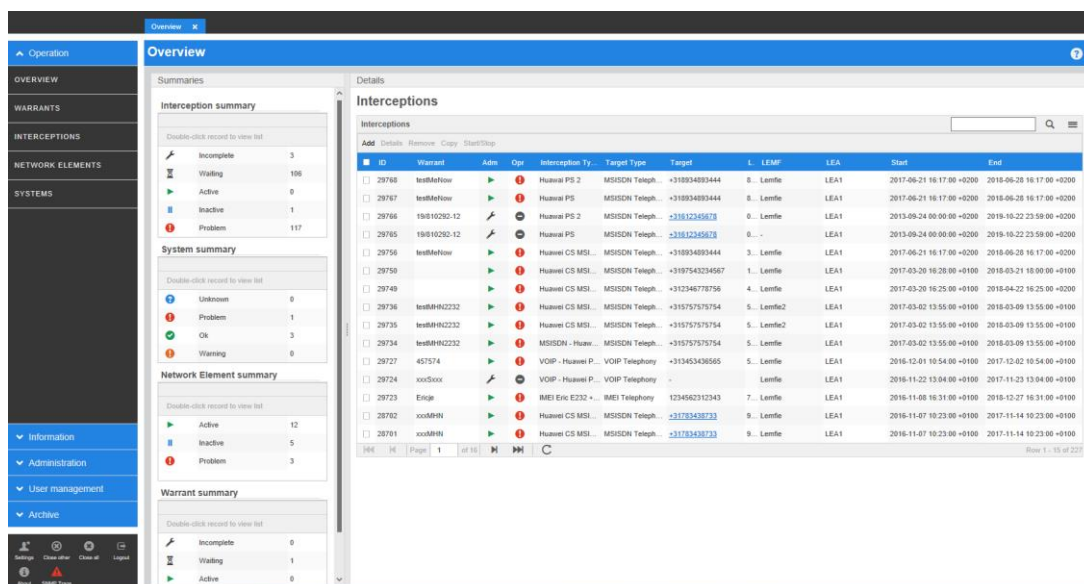 Overview ×
Operation
Overview
OVERVIEW
WARRANTS
INTERCEPTIONS
NETWORK ELEMENTS
SYSTEMS
Information
Administration
User management
Archive
Settings Close other Close all Logout
About
Summaries
Interception summary
Double-click record to view list
Incomplete 3
Waiting 106
Active 0
Inactive 1
Problem 117
System summary
Double-click record to view list
Unknown 0
Problem 1
Ok 3
Warning 0
Network Element summary
Double-click record to view list
Active 12
Inactive 5
Problem 3
Warrant summary
Double-click record to view list
Incomplete 0
Waiting 1
Active 0
Details
Interceptions
Interceptions
Add Details Remove Copy Start/Stop
ID Warrant Adm Opr Interception Ty... Target Type Target L. LEMF LEA Start End
29768 testMeNow Huawai PS 2 MSISDN Teleph... +318934893444 8... Lemfie LEA1 2017-06-21 16:17:00 +0200 2018-06-28 16:17:00 +0200
29767 testMeNow Huawai PS MSISDN Teleph... +318934893444 8... Lemfie LEA1 2017-06-21 16:17:00 +0200 2018-06-28 16:17:00 +0200
29766 19/810292-12 Huawai PS 2 MSISDN Teleph... +31612345678 0... Lemfie LEA1 2013-09-24 00:00:00 +0200 2019-10-22 23:59:00 +0200
29765 19/810292-12 Huawai PS MSISDN Teleph... +31612345678 0... - LEA1 2013-09-24 00:00:00 +0200 2019-10-22 23:59:00 +0200
29756 testMeNow Huawei CS MSI... MSISDN Teleph... +318934893444 3... Lemfie LEA1 2017-06-21 16:17:00 +0200 2018-06-28 16:17:00 +0200
29750 Huawei CS MSI... MSISDN Teleph... +3197543234567 1... Lemfie LEA1 2017-03-20 16:28:00 +0100 2018-03-21 18:00:00 +0100
29749 Huawei CS MSI... MSISDN Teleph... +312346778756 4... Lemfie LEA1 2017-03-20 16:25:00 +0100 2018-04-22 16:25:00 +0200
29736 testMHN2232 Huawei CS MSI... MSISDN Teleph... +315757575754 5... Lemfie2 LEA1 2017-03-02 13:55:00 +0100 2018-03-09 13:55:00 +0100
29735 testMHN2232 Huawei CS MSI... MSISDN Teleph... +315757575754 5... Lemfie2 LEA1 2017-03-02 13:55:00 +0100 2018-03-09 13:55:00 +0100
29734 testMHN2232 MSISDN - Huaw... MSISDN Teleph... +315757575754 5... Lemfie LEA1 2017-03-02 13:55:00 +0100 2018-03-09 13:55:00 +0100
29727 457574 VOIP - Huawei P... VOIP Telephony +313453436565 5... Lemfie LEA1 2016-12-01 10:54:00 +0100 2017-12-02 10:54:00 +0100
29724 xxxSxxx VOIP - Huawei P... VOIP Telephony - Lemfie LEA1 2016-11-22 13:04:00 +0100 2017-11-23 13:04:00 +0100
29723 Ericje IMEI Eric E232 +... IMEI Telephony 1234562312343 7... Lemfie LEA1 2016-11-08 16:31:00 +0100 2018-12-27 16:31:00 +0100
28702 xxxMHN Huawei CS MSI... MSISDN Teleph... +31783438733 9... Lemfie LEA1 2016-11-07 10:23:00 +0100 2017-11-14 10:23:00 +0100
28701 xxxMHN Huawei CS MSI... MSISDN Teleph... +31783438733 9... Lemfie LEA1 2016-11-07 10:23:00 +0100 2017-11-14 10:23:00 +0100
Page 1 of 16 Row 1 - 15 of 227